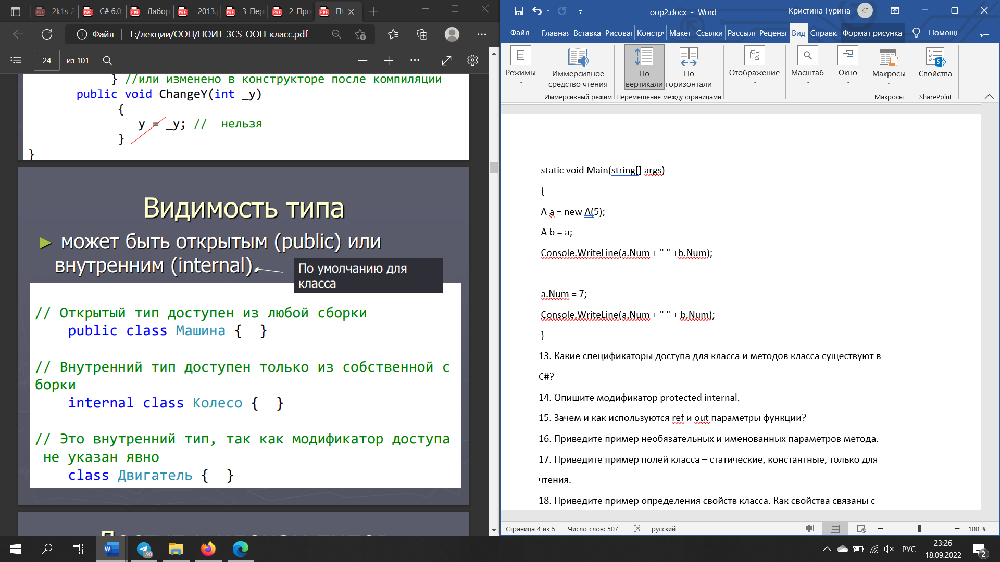 2k1s_2
C# 6.0.
Лабор
_2013.
3_Пер
2_Про
Файл
F:/лекции/ООП/ПОИТ_3CS_ООП_класс.pdf
24
из 101
} //или изменено в конструкторе после компиляции
public void ChangeY(int _y)
{
y = _y; // нельзя
}
}
Видимость типа
► может быть открытым (public) или
внутренним (internal).
По умолчанию для
класса
// Открытый тип доступен из любой сборки
public class Машина { }
// Внутренний тип доступен только из собственной с
борки
internal class Колесо { }
// Это внутренний тип, так как модификатор доступа
не указан явно
class Двигатель { }
oop2.docx - Word
Кристина Гурина
КГ
Файл
Главная
Вставка
Рисован
Констру
Макет
Ссылки
Рассыл
Рецензи
Вид
Справка
Формат рисунка
Помощн
Режимы
Иммерсивное
средство чтения
По
вертикали
По
горизонтали
Отображение
Масштаб
Окно
Макросы
Свойства
Иммерсивный режим
Перемещение между страницами
Макросы
SharePoint
static void Main(string[] args)
{
A a = new A(5);
A b = a;
Console.WriteLine(a.Num + " " +b.Num);
a.Num = 7;
Console.WriteLine(a.Num + " " + b.Num);
}
13. Какие спецификаторы доступа для класса и методов класса существуют в
C#?
14. Опишите модификатор protected internal.
15. Зачем и как используются ref и out параметры функции?
16. Приведите пример необязательных и именованных параметров метода.
17. Приведите пример полей класса – статические, константные, только для
чтения.
18. Приведите пример определения свойств класса. Как свойства связаны с
Страница 4 из 5
Число слов: 507
русский
100 %
90
РУС
23:26
18.09.2022
2